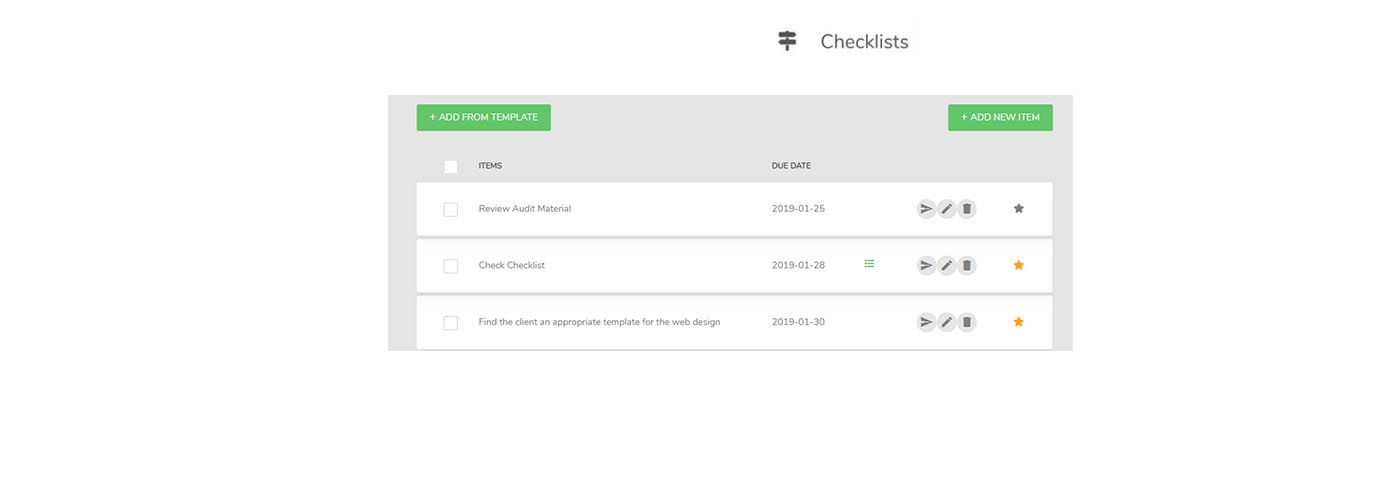 Checklists
+ ADD FROM TEMPLATE
+ ADD NEW ITEM
ITEMS DUE DATE
Review Audit Material 2019-01-25
Check Checklist 2019-01-28
Find the client an appropriate template for the web design 2019-01-30